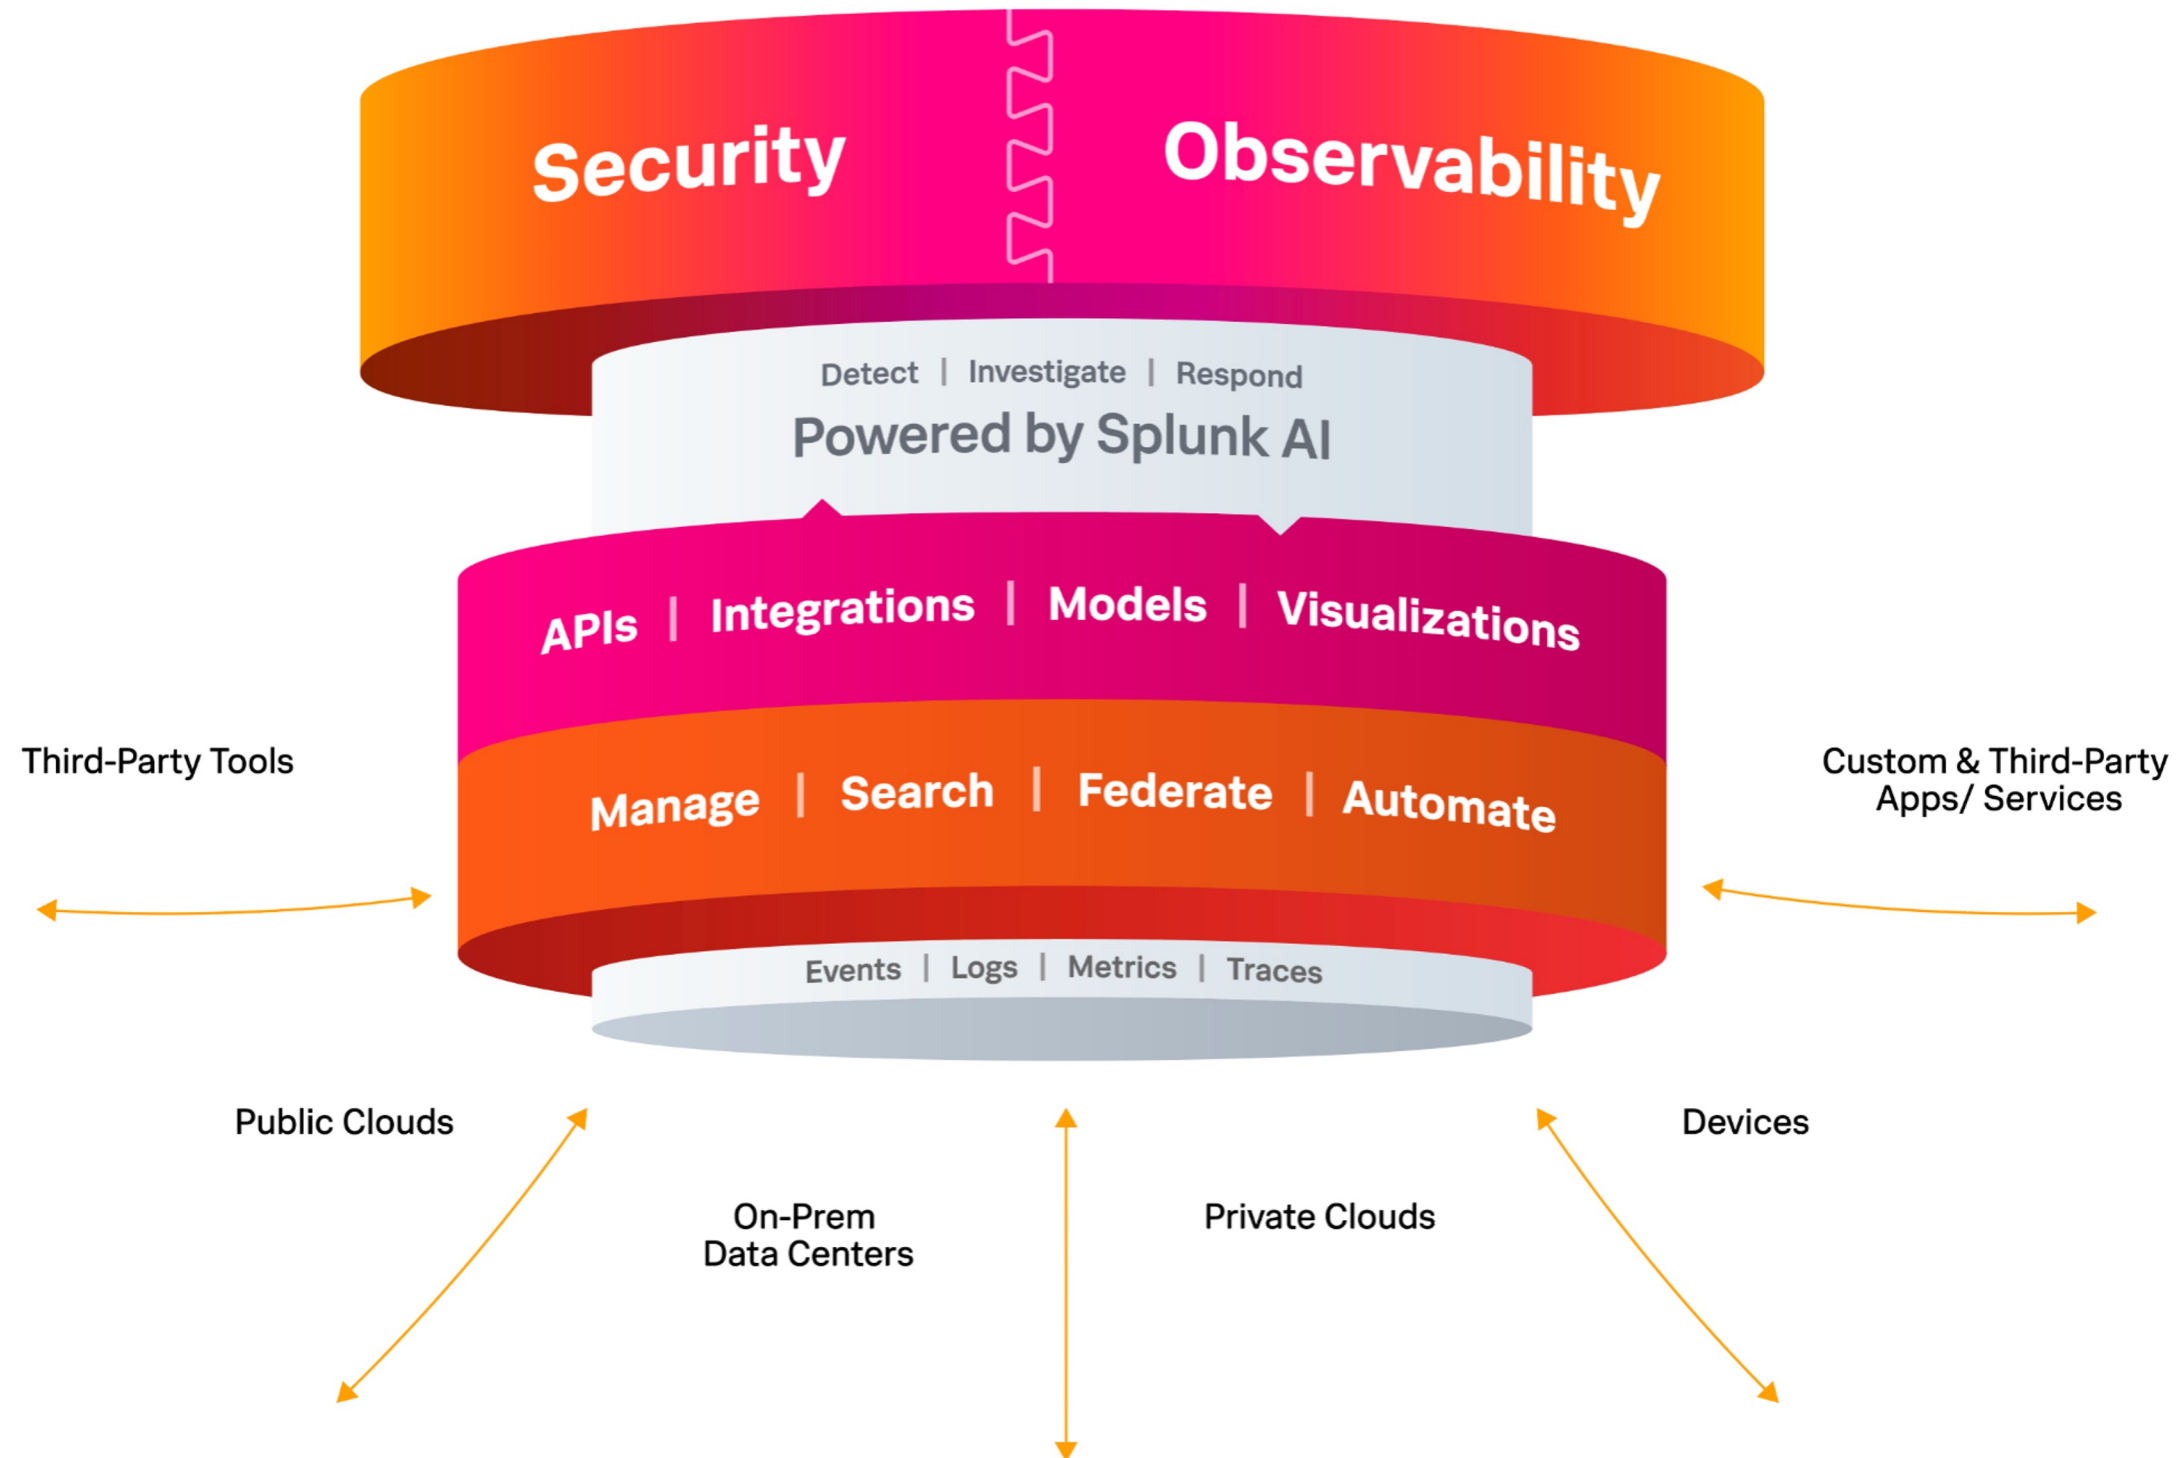 Security Observability
Detect | Investigate | Respond
Powered by Splunk AI
APIs | Integrations | Models | Visualizations
Third-Party Tools
Custom & Third-Party
Apps/ Services
Manage | Search | Federate | Automate
Events | Logs | Metrics | Traces
Public Clouds
Devices
On-Prem
Data Centers
Private Clouds